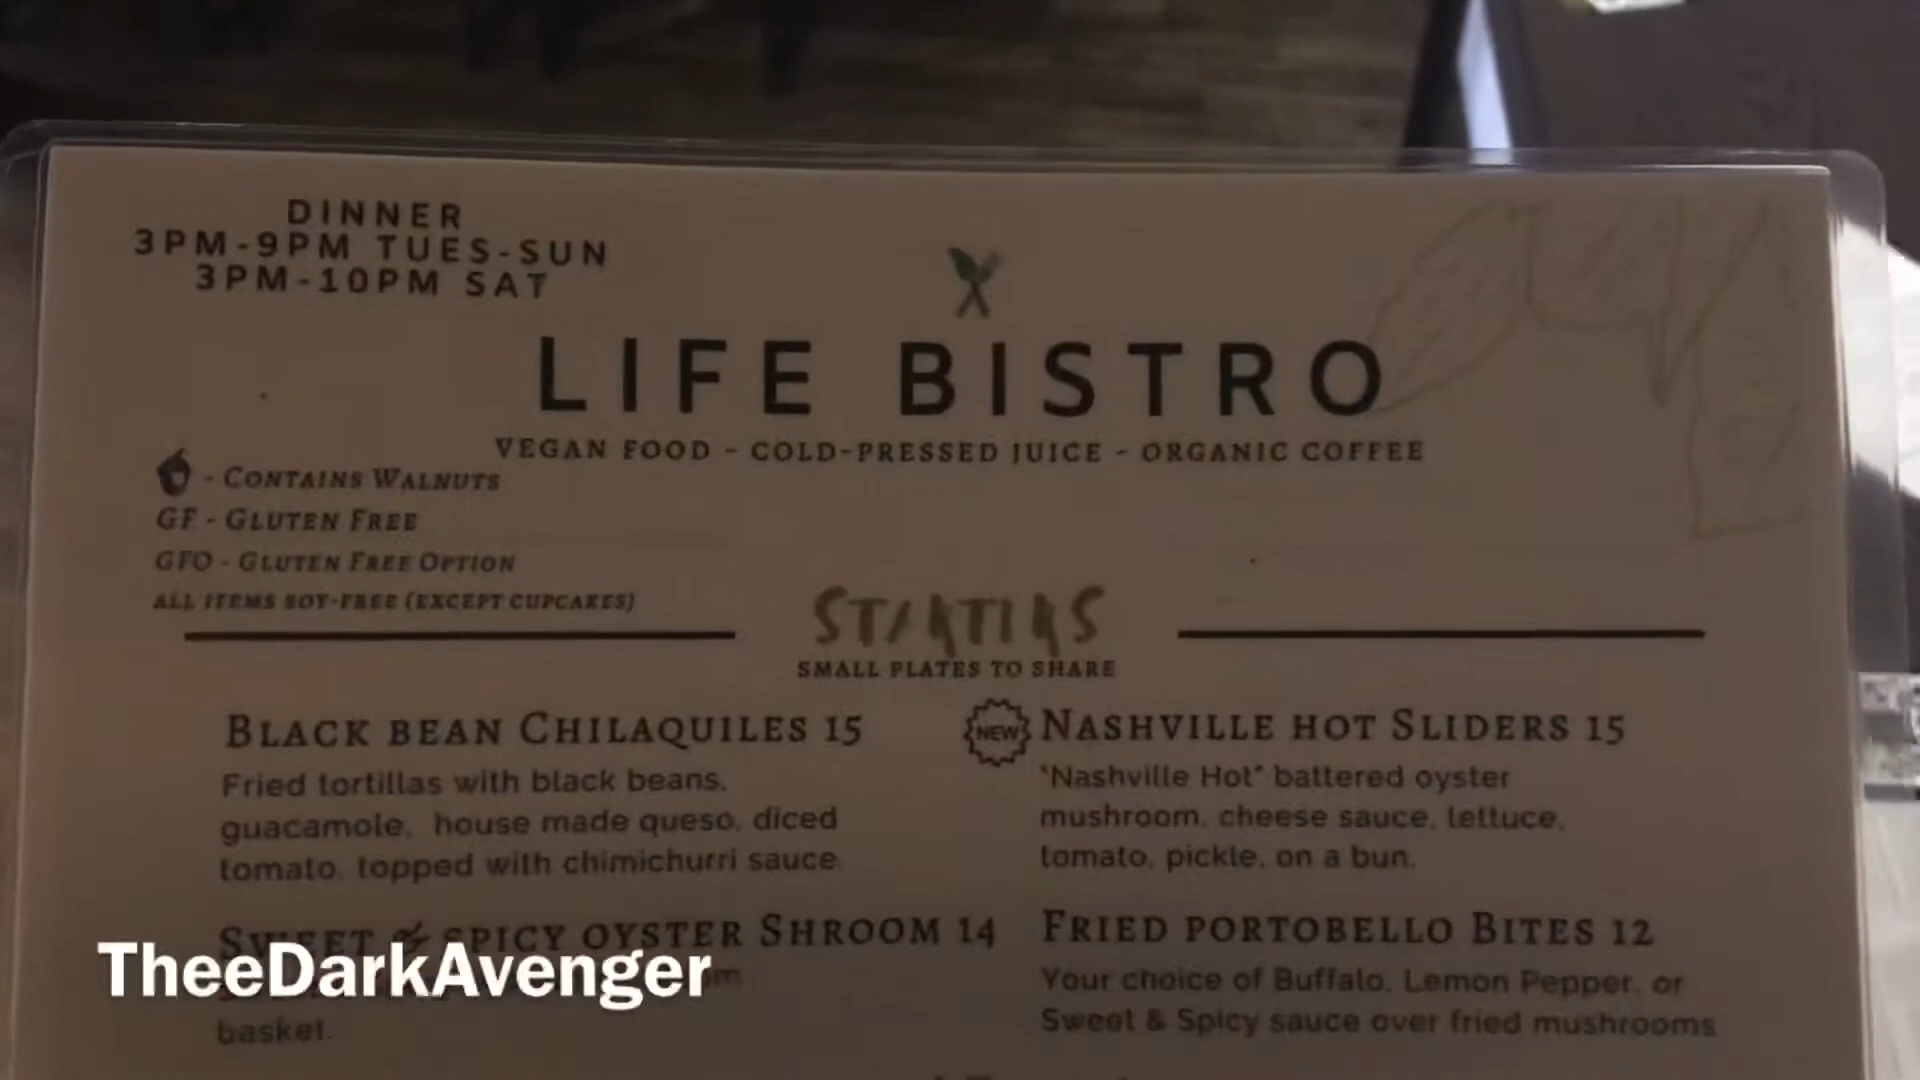 DINNER
3PM-9PM TUES-SUN
3PM-10PM SAT
LIFE BISTRO
VEGAN FOOD - COLD-PRESSED JUICE - ORGANIC COFFEE
- CONTAINS WALNUTS
GF - GLUTEN FREE
GFO - GLUTEN FREE OPTION
ALL ITEMS SOY-FREE (EXCEPT CUPCAKES)
SMALL PLATES TO SHARE
BLACK BEAN CHILAQUILES 15
Fried tortillas with black beans,
guacamole, house made queso, diced
tomato, topped with chimichurri sauce.
SWEET & SPICY OYSTER SHROOM 14
basket.
NEW
NASHVILLE HOT SLIDERS 15
"Nashville Hot" battered oyster
mushroom, cheese sauce, lettuce,
tomato, pickle, on a bun.
FRIED PORTOBELLO BITES 12
Your choice of Buffalo, Lemon Pepper, or
Sweet & Spicy sauce over fried mushrooms
TheeDarkAvenger